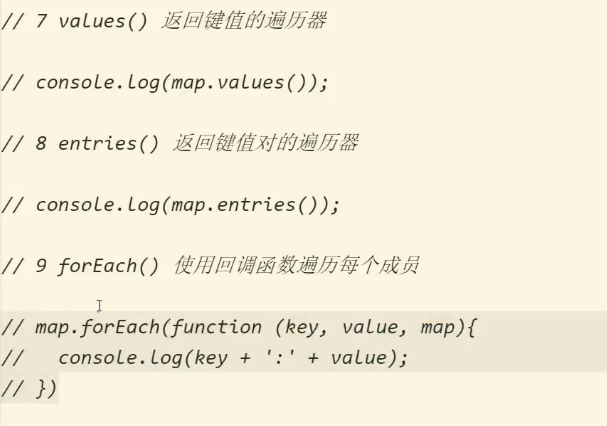 // 7 values() 返回键值的遍历器
// console.log(map.values());
// 8 entries() 返回键值对的遍历器
// console.log(map.entries());
// 9 forEach() 使用回调函数遍历每个成员
// map.forEach(function (key, value, map){
//   console.log(key + ':' + value);
// })